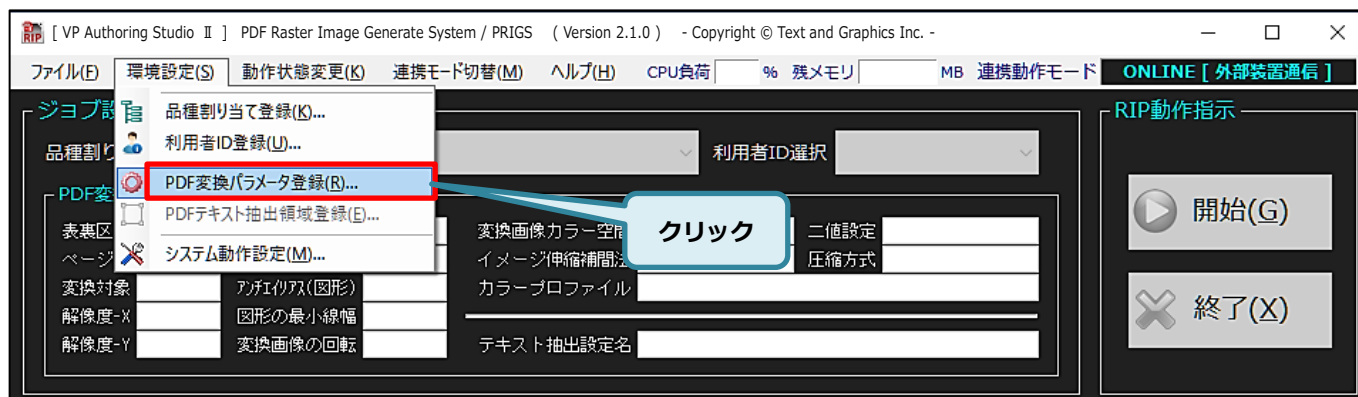 [ VP Authoring Studio Ⅱ ] PDF Raster Image Generate System / PRIGS ( Version 2.1.0 ) - Copyright © Text and Graphics Inc. -
ファイル(F) 環境設定(S) 動作状態変更(K) 連携モード切替(M) ヘルプ(H) CPU負荷 % 残メモリ MB 連携動作モード ONLINE [ 外部装置通信 ]
ジョブ設
品種割り当て登録(K)...
利用者ID登録(U)...
PDF変換パラメータ登録(R)...
PDFテキスト抽出領域登録(E)...
システム動作設定(M)...
品種割り
利用者ID選択
PDF変
表裏区
ページ
変換対象
解像度-X
解像度-Y
アンチエイリアス(図形)
図形の最小線幅
変換画像の回転
変換画像カラー空間
イメージ伸縮補間法
カラープロファイル
テキスト抽出設定名
二値設定
圧縮方式
クリック
RIP動作指示
開始(G)
終了(X)